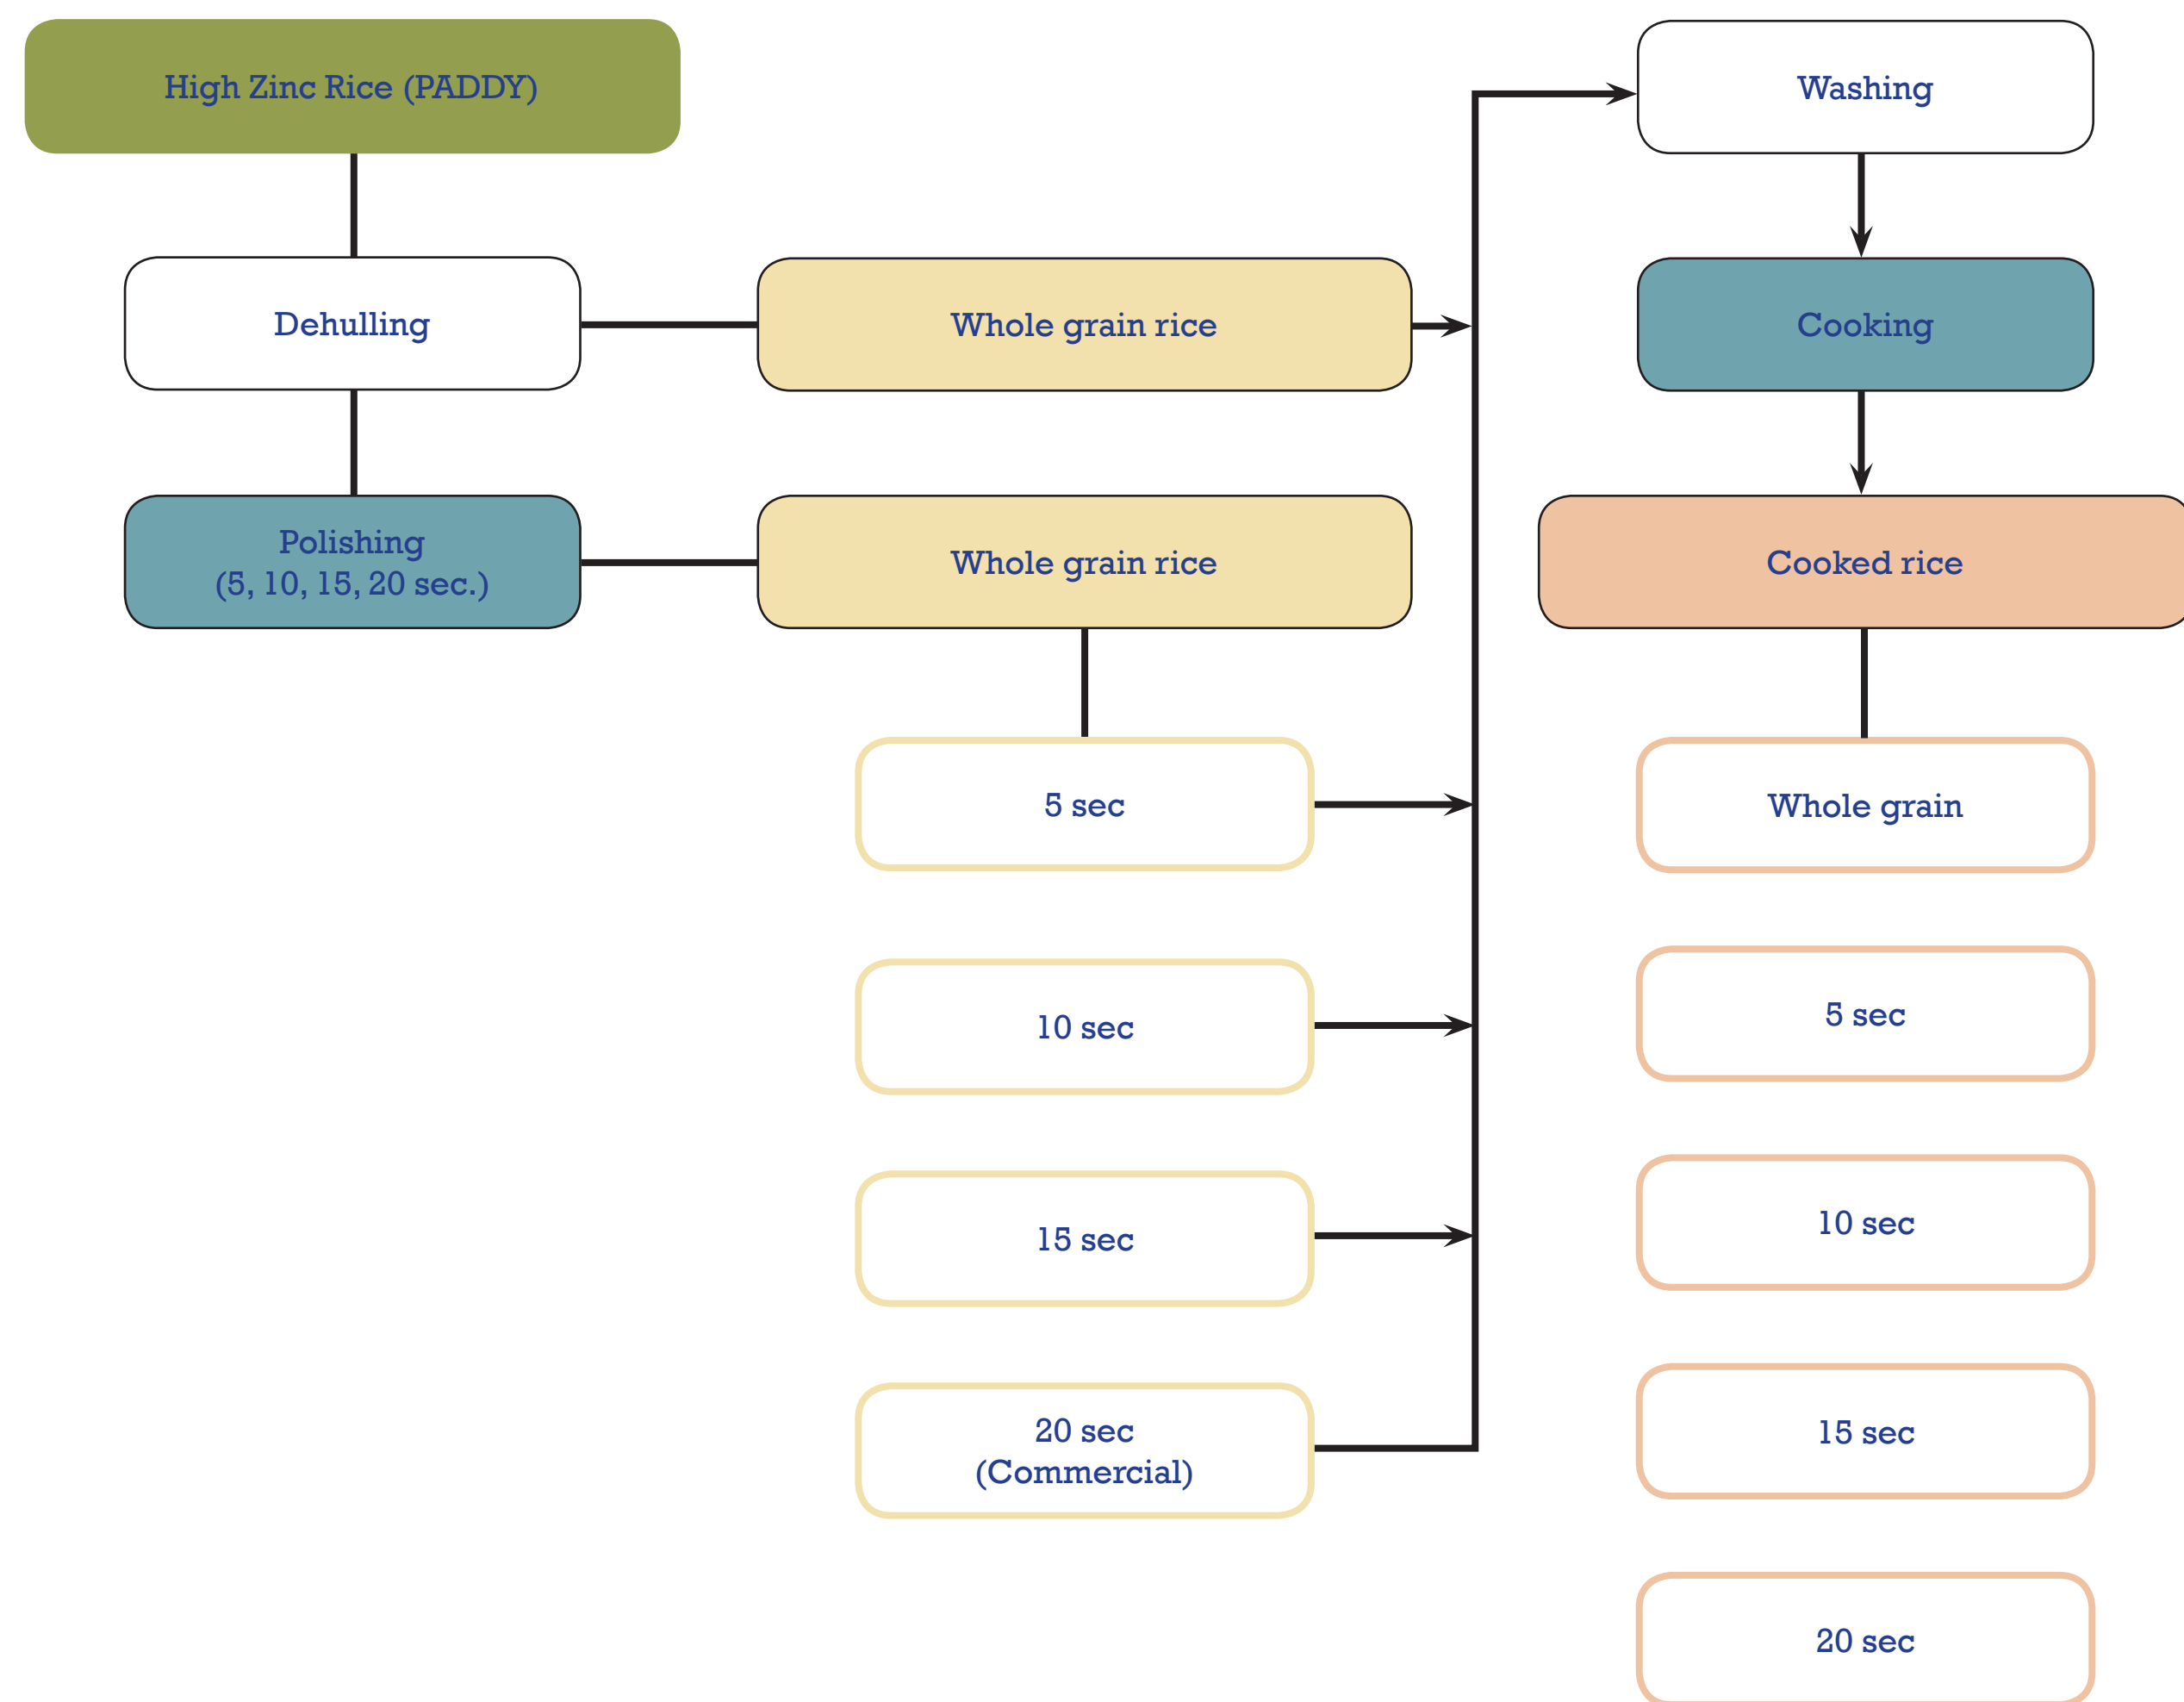 High Zinc Rice (PADDY)
Dehulling
Polishing
(5, 10, 15, 20 sec.)
Whole grain rice
Whole grain rice
5 sec
10 sec
15 sec
20 sec
(Commercial)
Washing
Cooking
Cooked rice
Whole grain
5 sec
10 sec
15 sec
20 sec